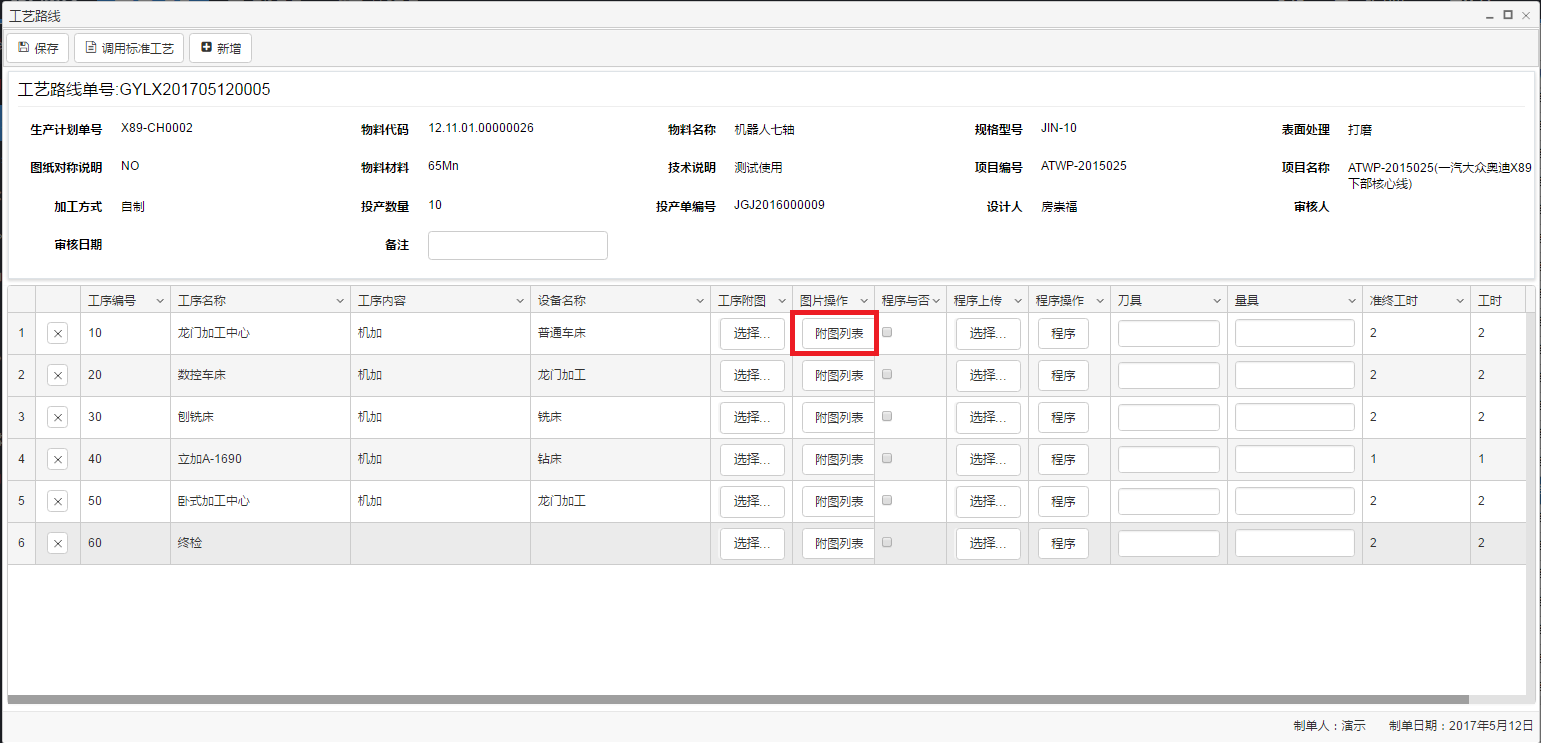 工艺路线
保存 调用标准工艺 新增
工艺路线单号:GYLX201705120005
生产计划单号 X89-CH0002 物料代码 12.11.01.00000026 物料名称 机器人七轴 规格型号 JIN-10 表面处理 打磨
图纸对称说明 NO 物料材料 65Mn 技术说明 测试使用 项目编号 ATWP-2015025 项目名称 ATWP-2015025(一汽大众奥迪X89
下部核心线)
加工方式 自制 投产数量 10 投产单编号 JGJ2016000009 设计人 房崇福 审核人
审核日期 备注
工序编号 工序名称 工序内容 设备名称 工序附图 图片操作 程序与否 程序上传 程序操作 刀具 量具 准终工时 工时
1 10 龙门加工中心 机加 普通车床 选择... 附图列表 选择... 程序 2 2
2 20 数控车床 机加 龙门加工 选择... 附图列表 选择... 程序 2 2
3 30 刨铣床 机加 铣床 选择... 附图列表 选择... 程序 2 2
4 40 立加A-1690 机加 钻床 选择... 附图列表 选择... 程序 1 1
5 50 卧式加工中心 机加 龙门加工 选择... 附图列表 选择... 程序 2 2
6 60 终检 选择... 附图列表 选择... 程序 2 2
制单人：演示 制单日期：2017年5月12日